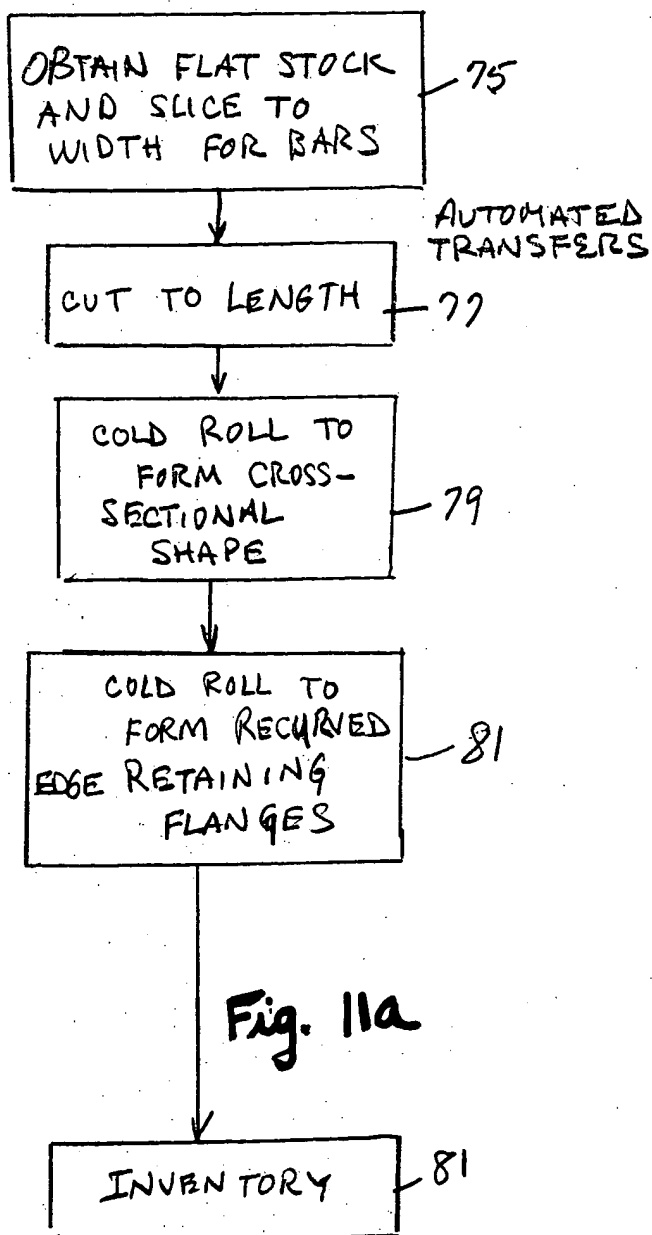 OBTAIN FLAT STOCK
AND SLICE TO
WIDTH FOR BARS
75
AUTOMATED
TRANSFERS
CUT TO LENGTH
77
COLD ROLL TO
FORM CROSS-
SECTIONAL
SHAPE
79
COLD ROLL TO
FORM RECURVED
EDGE RETAINING
FLANGES
81
Fig. 11a
INVENTORY
81